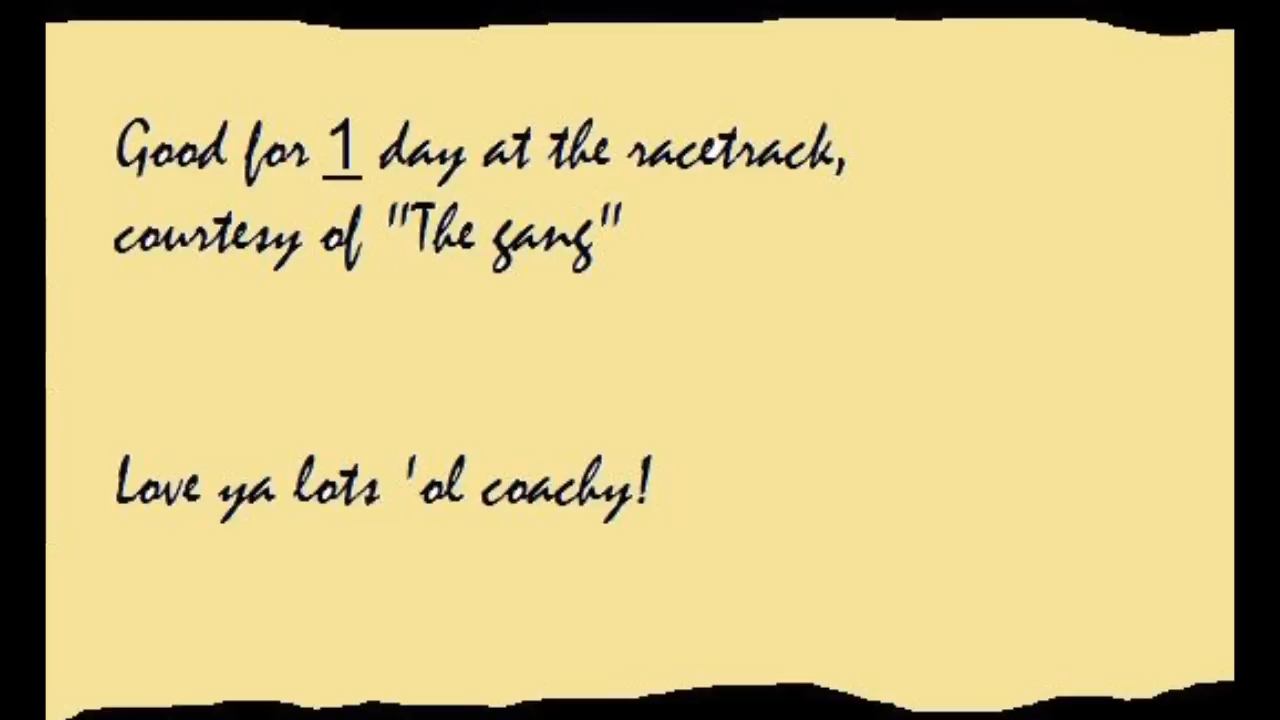 Good for 1 day at the racetrack,
courtesy of "The gang"
Love ya lots 'ol coachy!